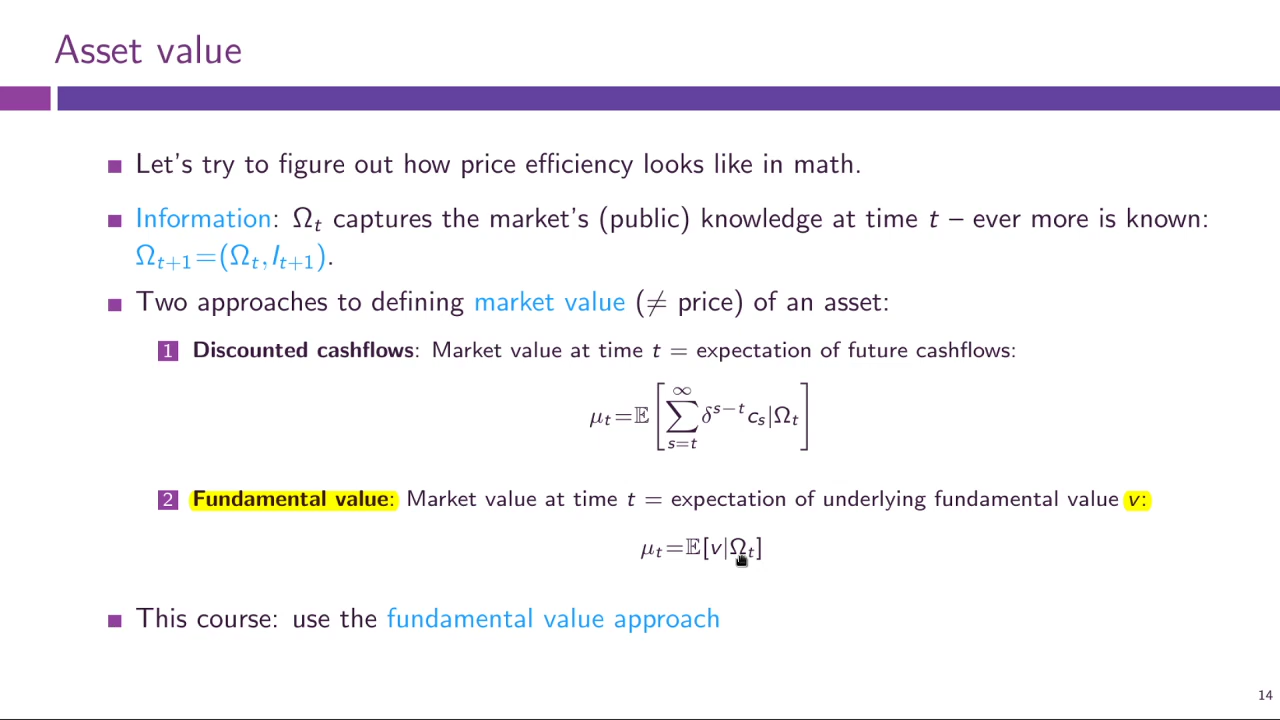 Asset value
Let's try to figure out how price efficiency looks like in math.
Information: Ωt captures the market's (public) knowledge at time t – ever more is known:
Ωt+1=(Ωt, It+1).
Two approaches to defining market value (≠ price) of an asset:
1 Discounted cashflows: Market value at time t = expectation of future cashflows:
μt=𝔼[∑s=t∞ δs−t cs|Ωt]
2 Fundamental value: Market value at time t = expectation of underlying fundamental value v:
μt=𝔼[v|Ωt]
This course: use the fundamental value approach
14